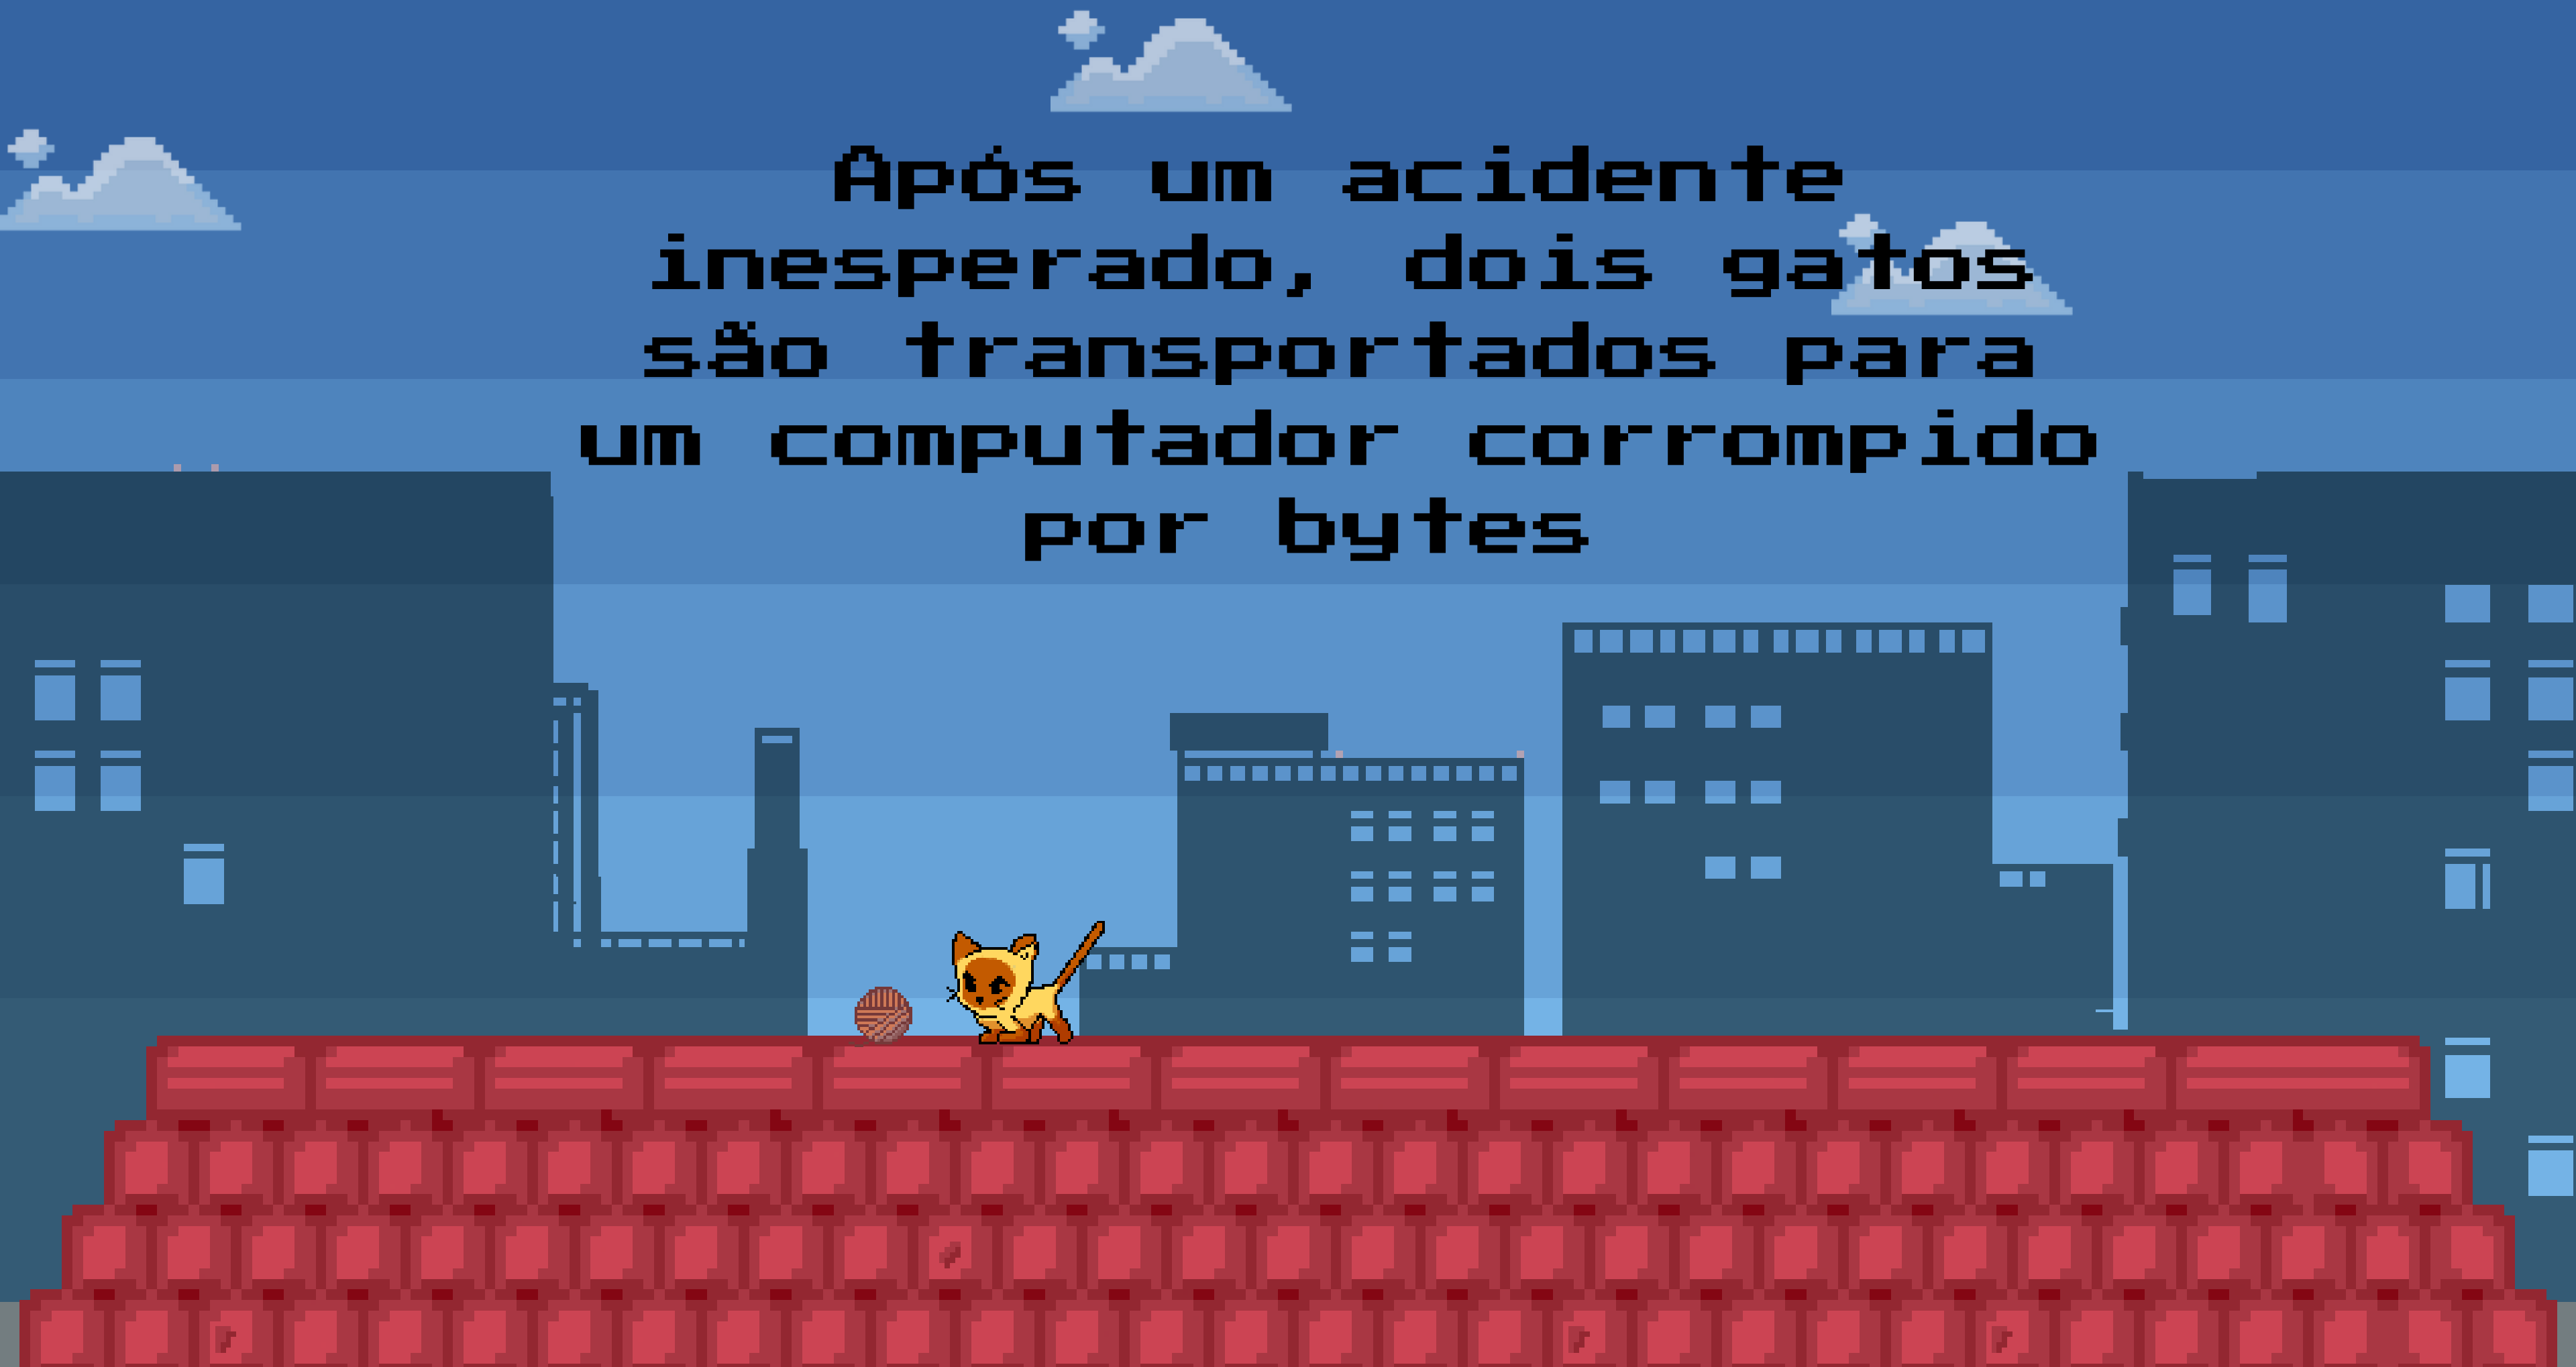 Após um acidente
inesperado, dois gatos
são transportados para
um computador corrompido
por bytes